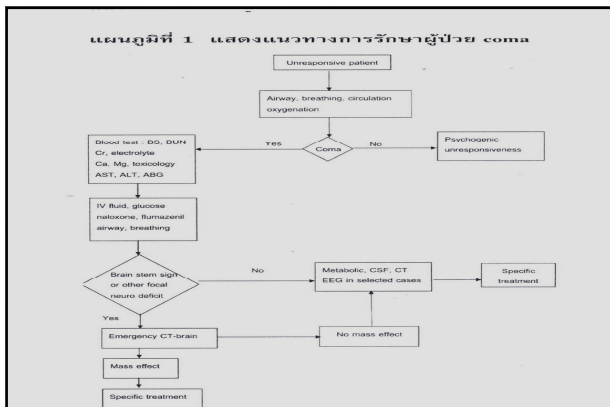 แผนภูมิที่ 1 แสดงแนวทางการรักษาผู้ป่วย coma
Unresponsive patient
Airway, breathing, circulation
oxygenation
Blood test : BS, BUN
Cr, electrolyte
Ca, Mg, toxicology
AST, ALT, ABG
Yes
Coma
No
Psychogenic
unresponsiveness
IV fluid, glucose
naloxone, flumazenil
airway, breathing
Brain stem sign
or other focal
neuro deficit
No
Metabolic, CSF, CT
EEG in selected cases
Specific
treatment
Yes
Emergency CT-brain
No mass effect
Mass effect
Specific treatment